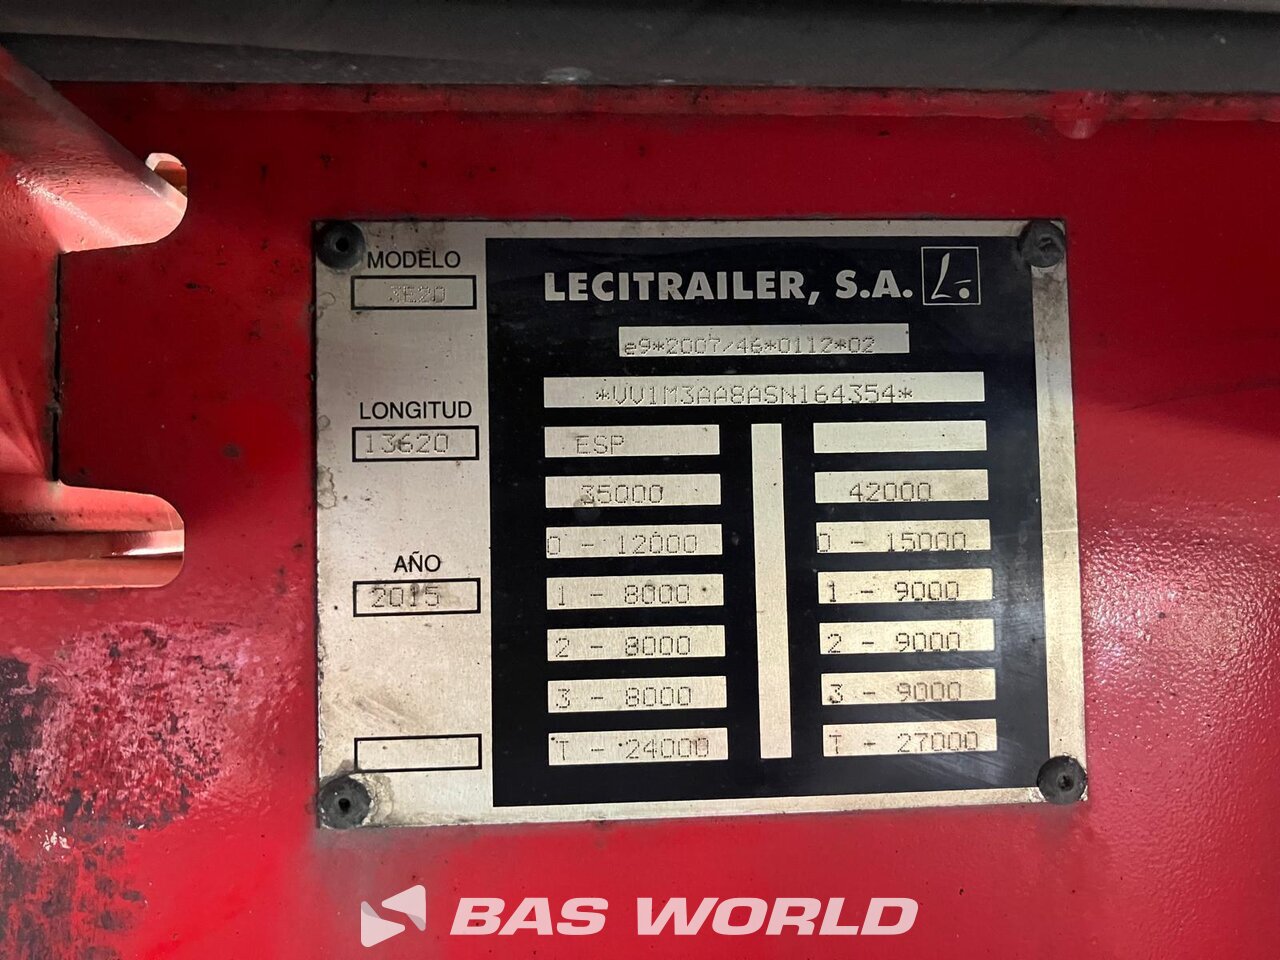 MODELO
3E20
LONGITUD
13620
AÑO
2015
LECITRAILER, S.A.
e9*2007/46*0112*02
*VV1M3AA8ASN164354*
ESP
35000 42000
0 - 12000 0 - 15000
1 - 8000 1 - 9000
2 - 8000 2 - 9000
3 - 8000 3 - 9000
T - 24000 T - 27000
BAS WORLD